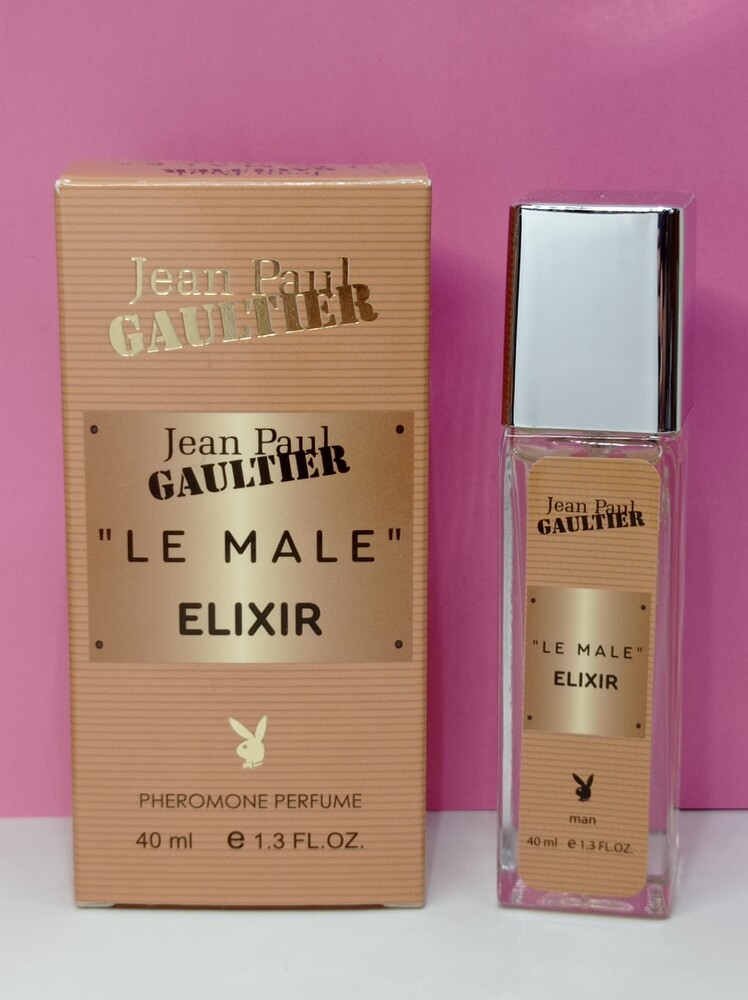 Jean Paul
GAULTIER
Jean Paul
GAULTIER
"LE MALE"
ELIXIR
PHEROMONE PERFUME
40 ml e 1.3 FL.OZ.
Jean Paul
GAULTIER
"LE MALE"
ELIXIR
man
40 ml e 1.3 FL.OZ.